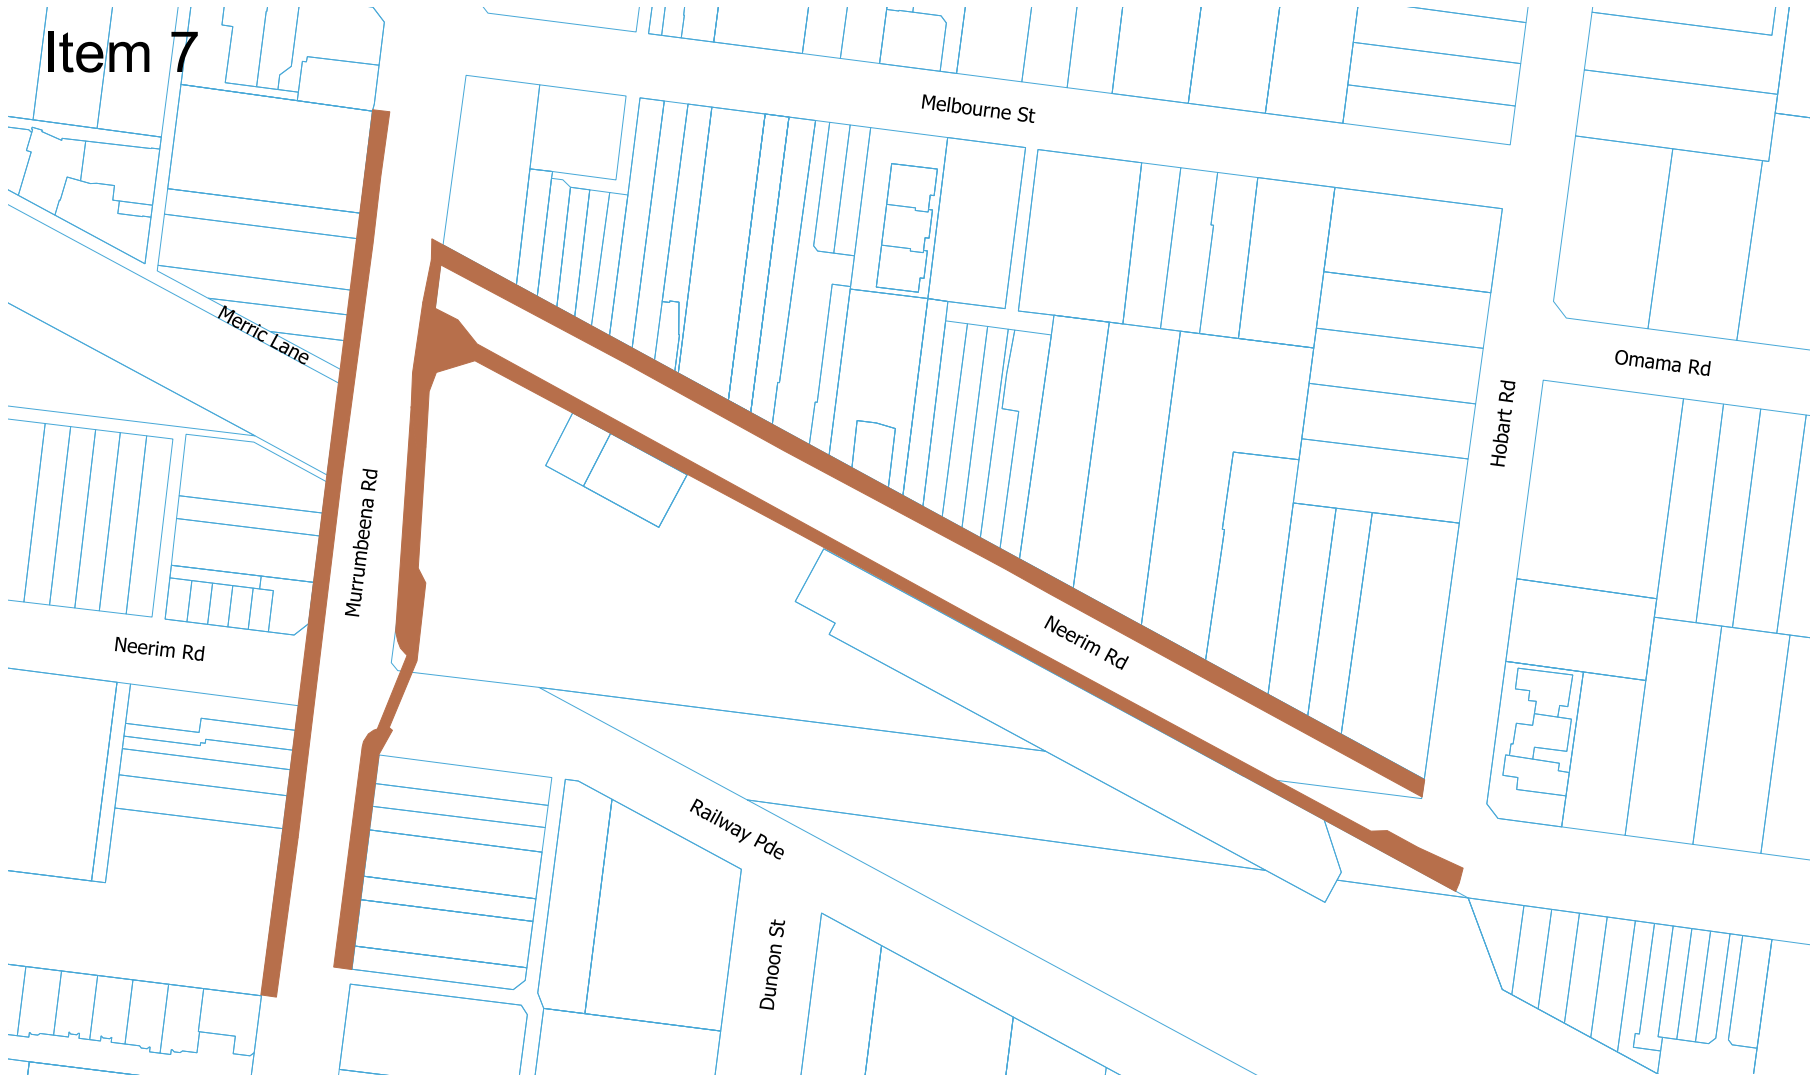 Item 7
Melbourne St
Merric Lane
Omama Rd
Hobart Rd
Murrumbeena Rd
Neerim Rd
Neerim Rd
Railway Pde
Dunoon St